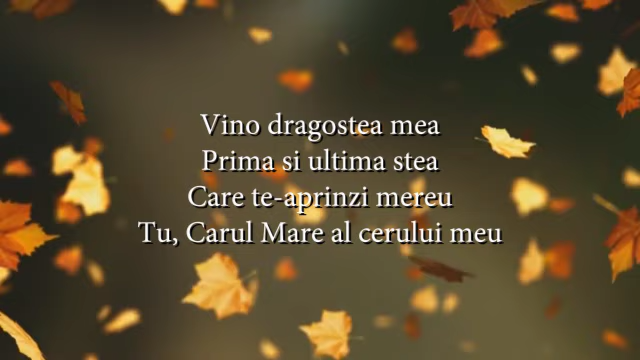 Vino dragostea mea
Prima si ultima stea
Care te-aprinzi mereu
Tu, Carul Mare al cerului meu